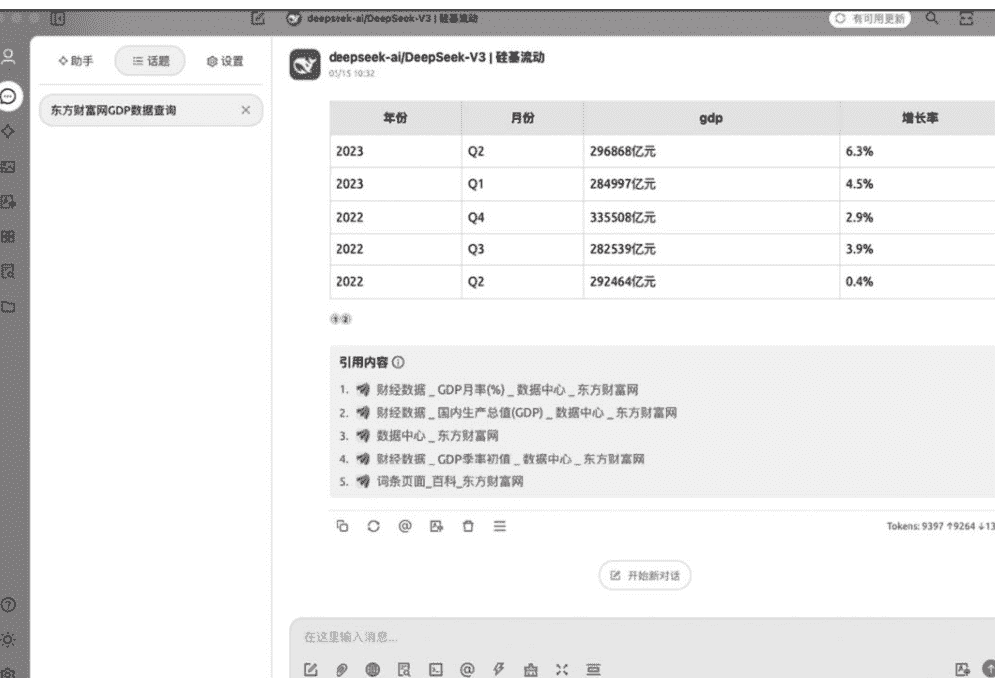 deepseek-ai/DeepSeek-V3 | 硅基流动
有可用更新
助手 话题 设置
东方财富网GDP数据查询
deepseek-ai/DeepSeek-V3 | 硅基流动
05/15 10:32
年份 月份 gdp 增长率
2023 Q2 296868亿元 6.3%
2023 Q1 284997亿元 4.5%
2022 Q4 335508亿元 2.9%
2022 Q3 282539亿元 3.9%
2022 Q2 292464亿元 0.4%
1 2
引用内容
1. 财经数据 _ GDP月率(%) _ 数据中心 _ 东方财富网
2. 财经数据 _ 国内生产总值(GDP) _ 数据中心 _ 东方财富网
3. 数据中心 _ 东方财富网
4. 财经数据 _ GDP季率初值 _ 数据中心 _ 东方财富网
5. 词条页面_百科_东方财富网
Tokens: 9397 ↑9264 ↓13
开始新对话
在这里输入消息...